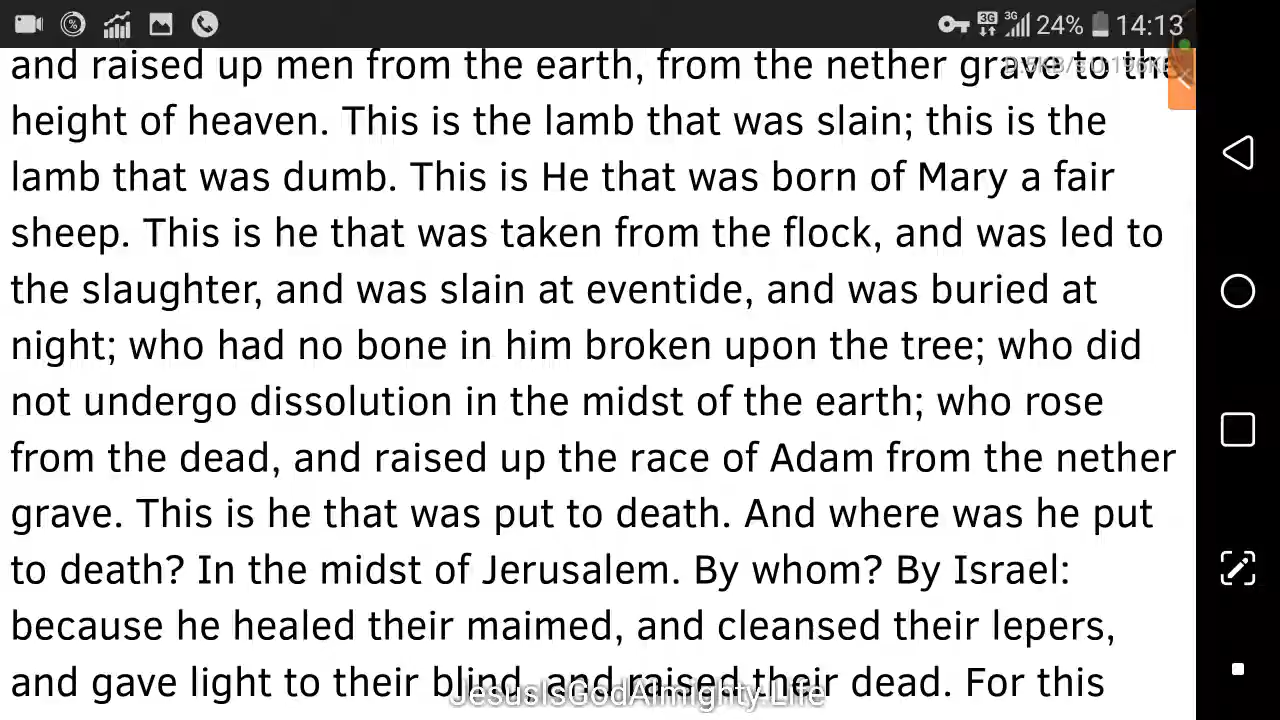 3G 3G 24% 14:13
and raised up men from the earth, from the nether grave to the
height of heaven. This is the lamb that was slain; this is the
lamb that was dumb. This is He that was born of Mary a fair
sheep. This is he that was taken from the flock, and was led to
the slaughter, and was slain at eventide, and was buried at
night; who had no bone in him broken upon the tree; who did
not undergo dissolution in the midst of the earth; who rose
from the dead, and raised up the race of Adam from the nether
grave. This is he that was put to death. And where was he put
to death? In the midst of Jerusalem. By whom? By Israel:
because he healed their maimed, and cleansed their lepers,
and gave light to their blind, and raised their dead. For this
JesusIsGodAlmighty.Life